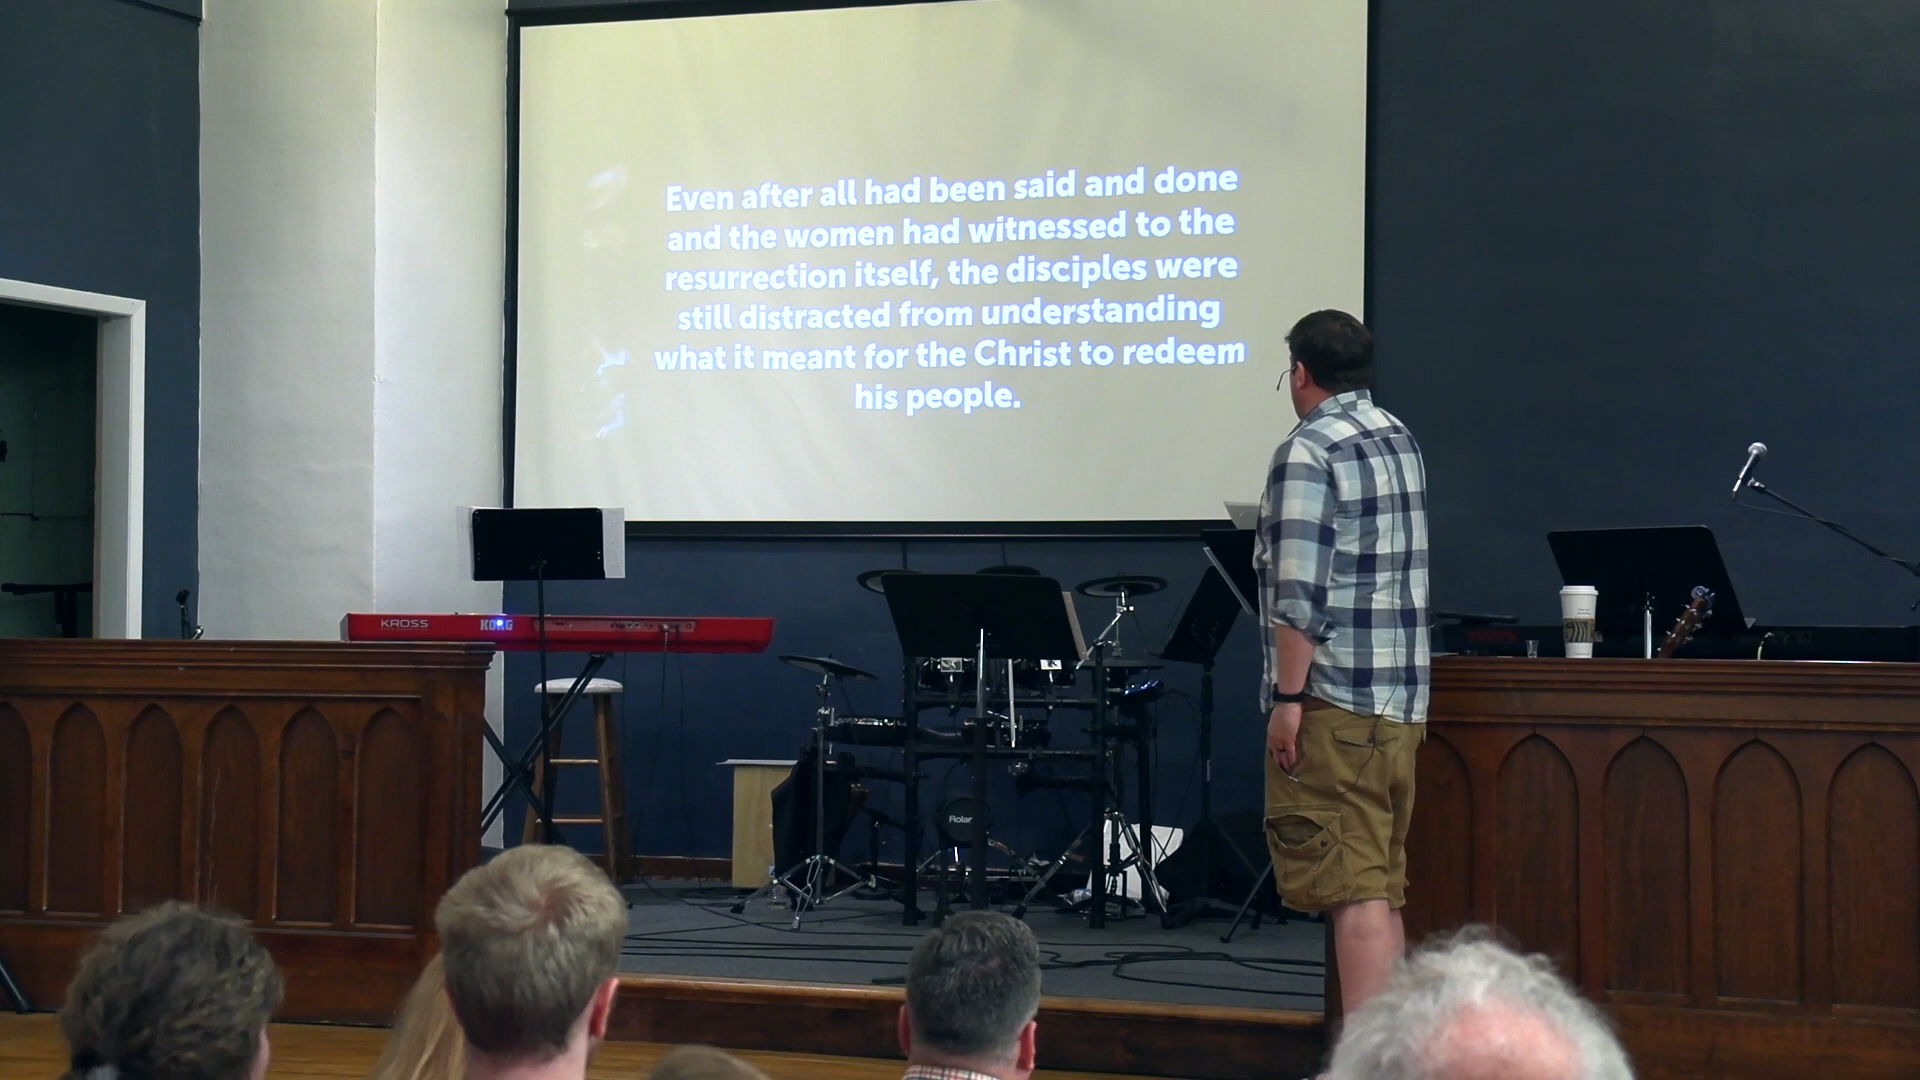 Even after all had been said and done
and the women had witnessed to the
resurrection itself, the disciples were
still distracted from understanding
what it meant for the Christ to redeem
his people.
KROSS
KORG
Roland